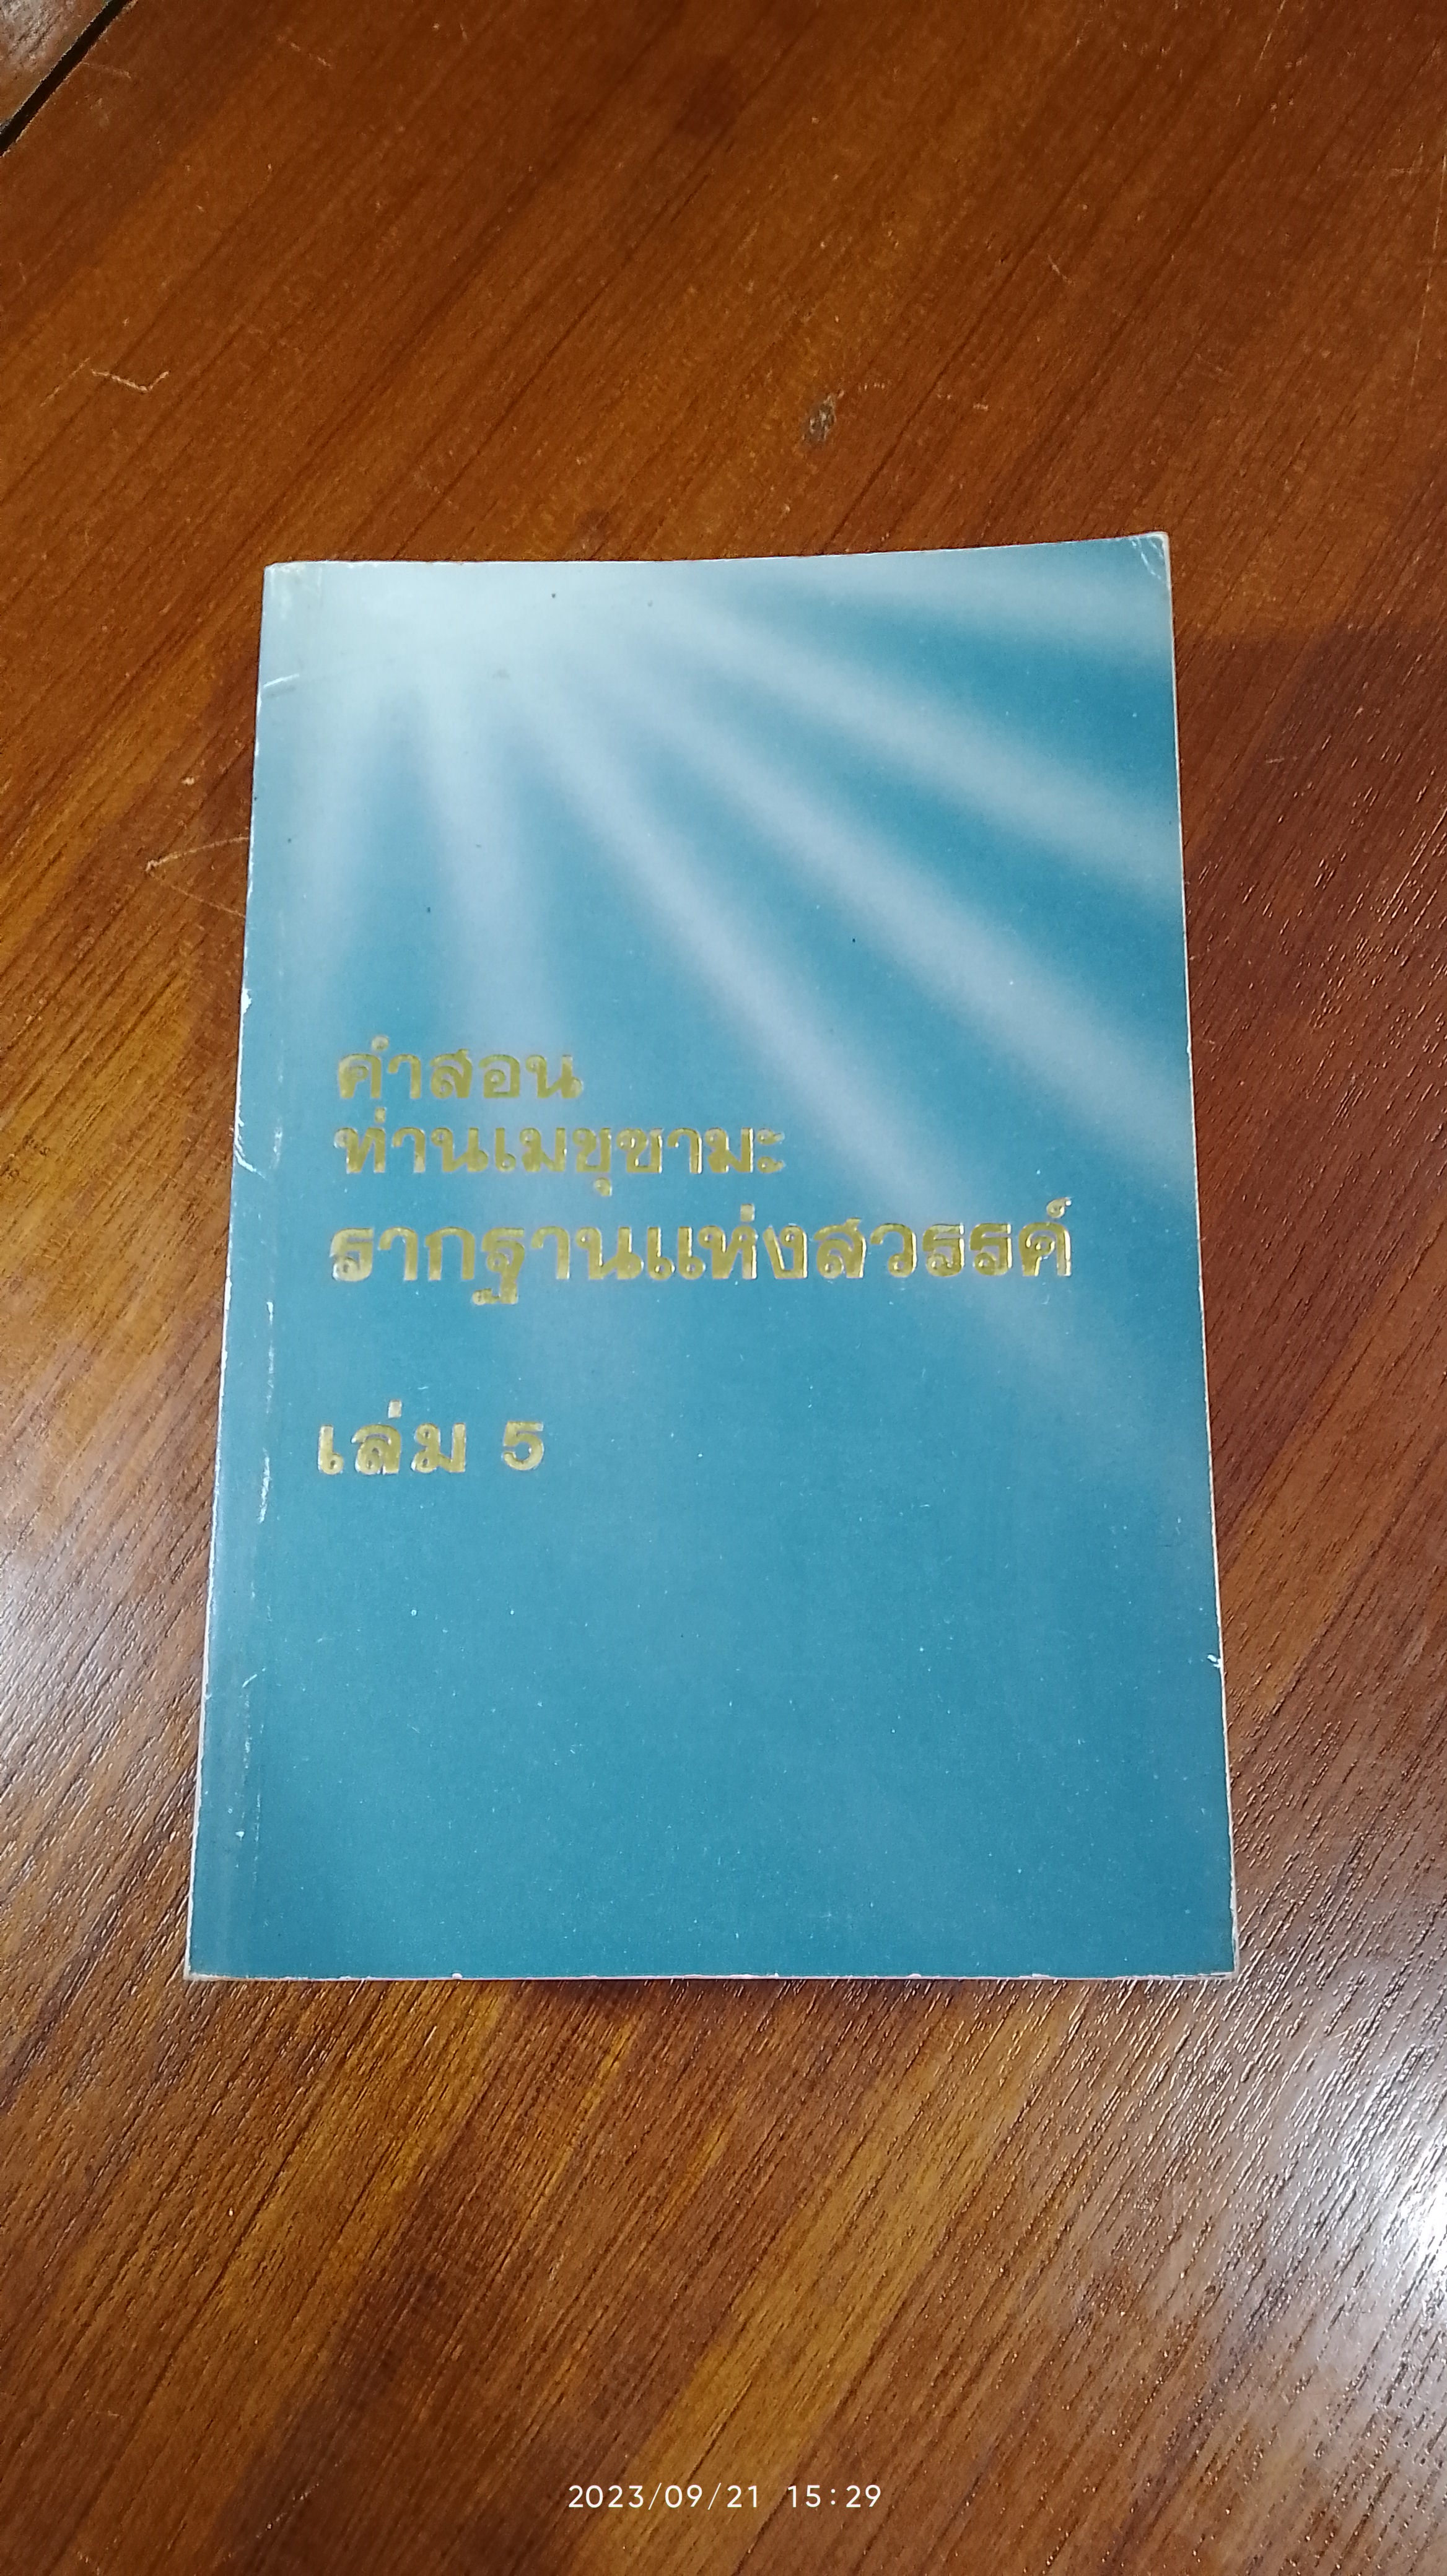 คำสอน
ท่านเมชุซามะ
รากฐานแห่งสวรรค์
เล่ม 5
2023/09/21 15:29